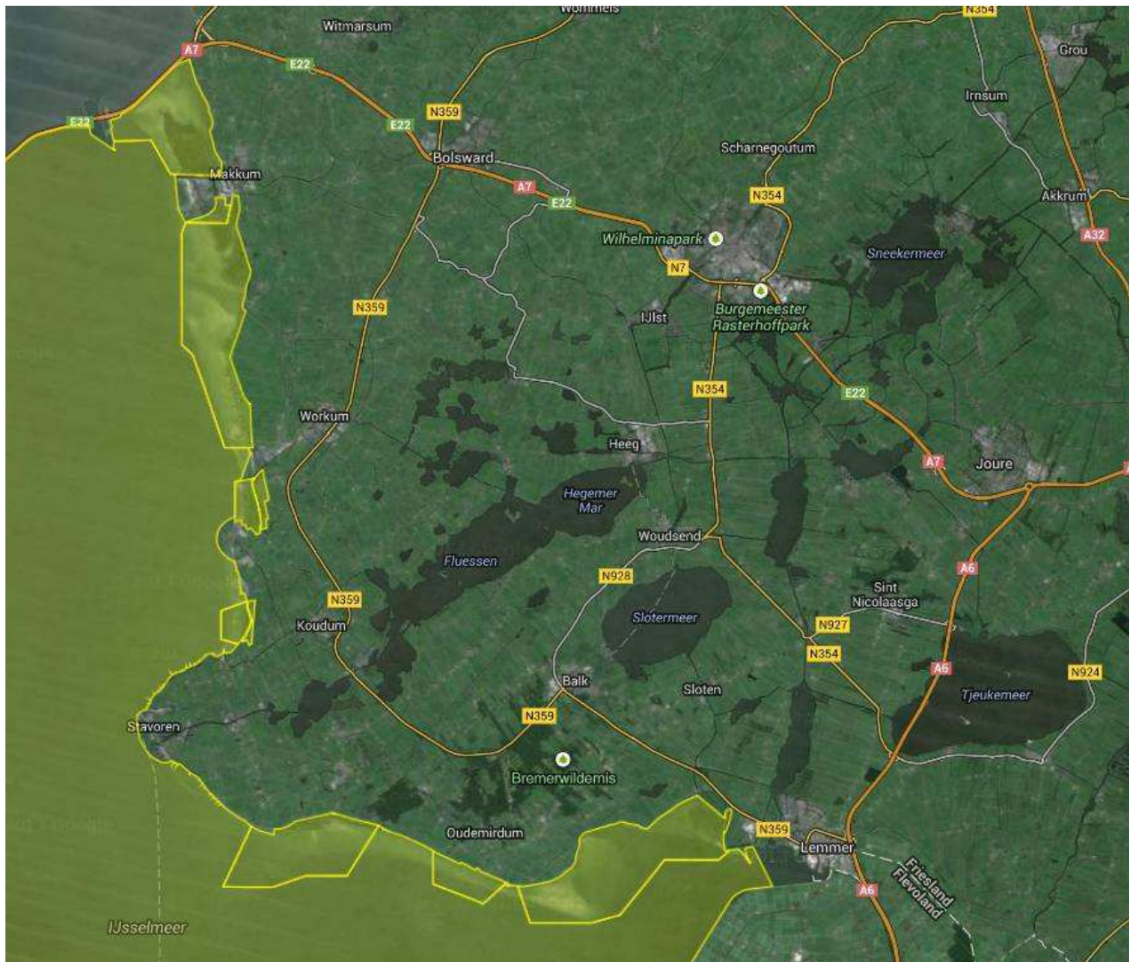 Wommels
N354
Witmarsum
A7
Grou
E22
Irnsum
N359
E22
E22
Bolsward
Scharnegoutum
Makkum
A7
N354
Akkrum
E22
A32
Wilhelminapark
Sneekermeer
N7
N359
Burgemeester
Rasterhoffpark
IJlst
N354
E22
Workum
Heeg
A7
Joure
Hegemer
Mar
Woudsend
Fluessen
A6
N928
Sint
Nicolaasga
N359
Slotermeer
Koudum
N927
N354
A6
N924
Balk
Sloten
Tjeukemeer
N359
Stavoren
Bremerwildernis
Oudemirdum
N359
Lemmer
Friesland
Flevoland
A6
IJsselmeer